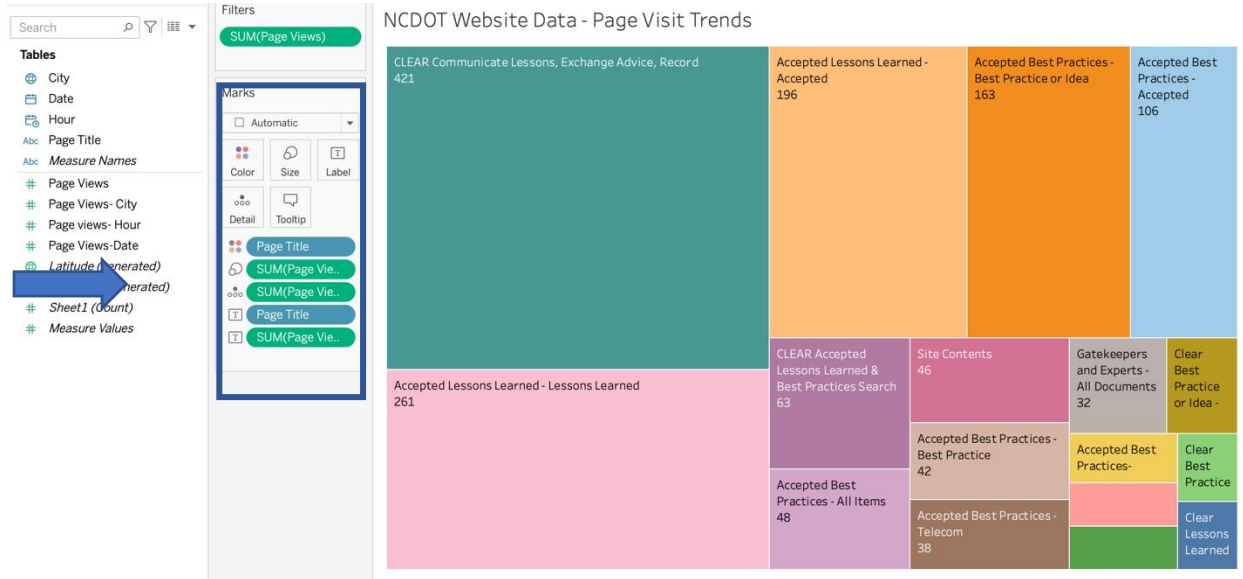 Search
Tables
City
Date
Hour
Abc Page Title
Abc Measure Names
# Page Views
# Page Views- City
# Page views- Hour
# Page Views-Date
Latitude (
nerated)
nerated)
# Sheet1 (Count)
# Measure Values
Filters
SUM(Page Views)
Marks
Automatic
Color Size Label
Detail Tooltip
Page Title
SUM(Page Vie..
SUM(Page Vie..
T Page Title
T SUM(Page Vie..
NCDOT Website Data - Page Visit Trends
CLEAR Communicate Lessons, Exchange Advice, Record
421
Accepted Lessons Learned - Lessons Learned
261
Accepted Lessons Learned -
Accepted
196
Accepted Best Practices -
Best Practice or Idea
163
Accepted Best
Practices -
Accepted
106
CLEAR Accepted
Lessons Learned &
Best Practices Search
63
Accepted Best
Practices - All Items
48
Site Contents
46
Accepted Best Practices -
Best Practice
42
Accepted Best Practices -
Telecom
38
Gatekeepers
and Experts -
All Documents
32
Clear
Best
Practice
or Idea -
Accepted Best
Practices-
Clear
Best
Practice
Clear
Lessons
Learned